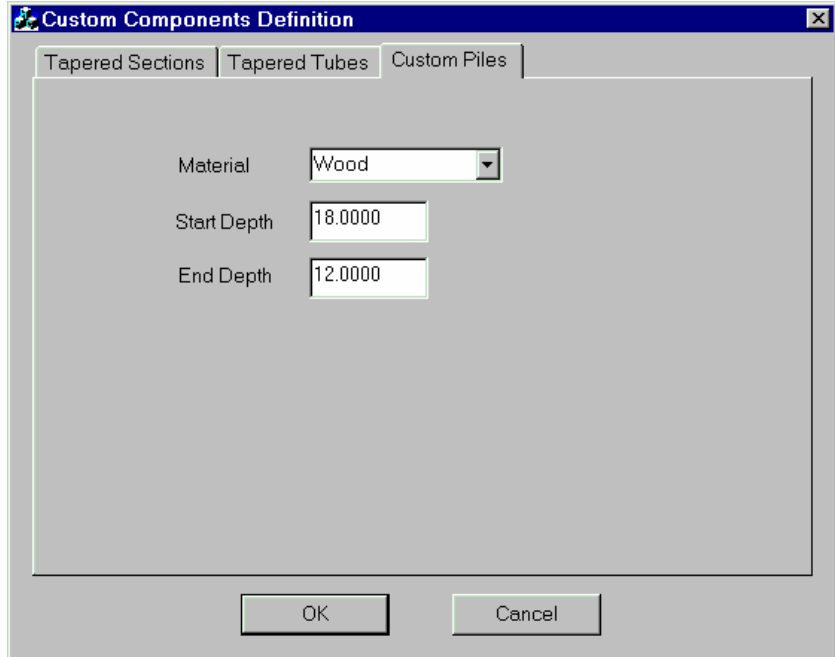 Custom Components Definition
Tapered Sections Tapered Tubes Custom Piles
Material Wood
Start Depth 18.0000
End Depth 12.0000
OK Cancel